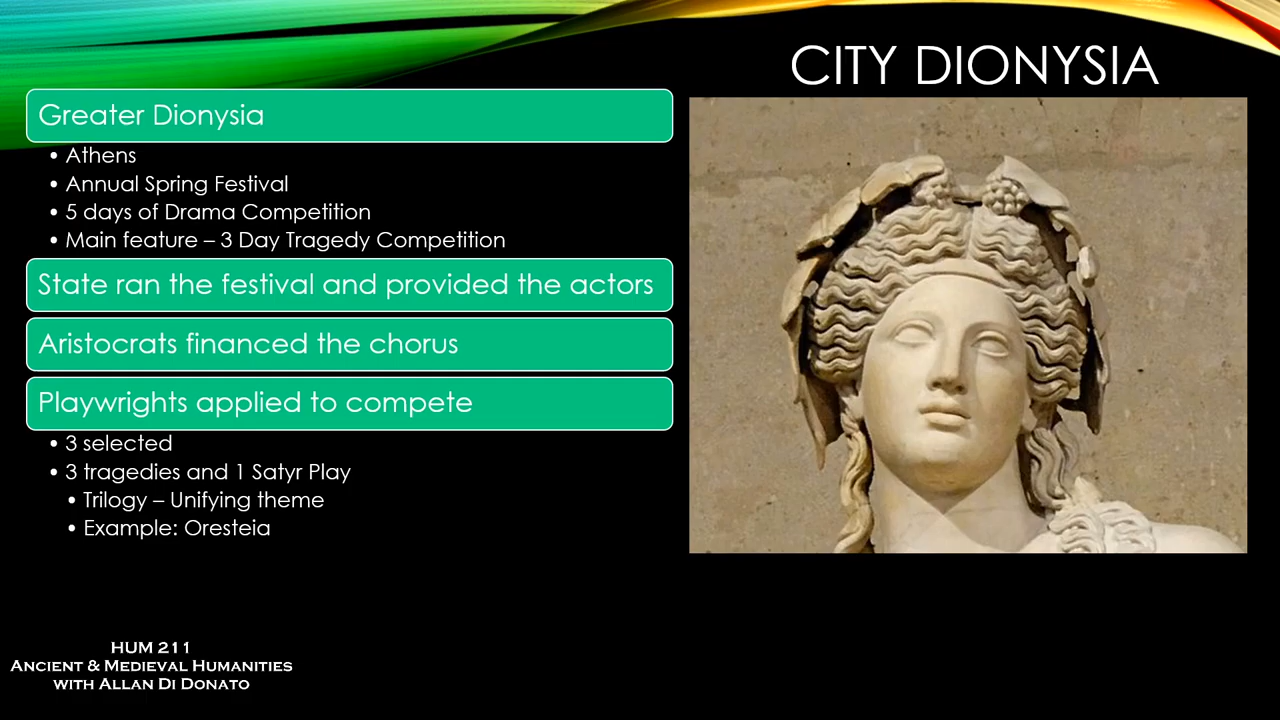 CITY DIONYSIA
Greater Dionysia
• Athens
• Annual Spring Festival
• 5 days of Drama Competition
• Main feature – 3 Day Tragedy Competition
State ran the festival and provided the actors
Aristocrats financed the chorus
Playwrights applied to compete
• 3 selected
• 3 tragedies and 1 Satyr Play
• Trilogy – Unifying theme
• Example: Oresteia
HUM 211
Ancient & Medieval Humanities
with Allan Di Donato